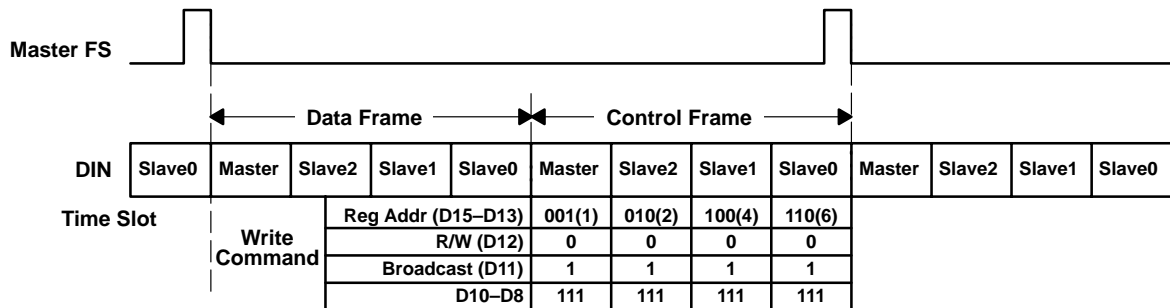 Master FS
Data Frame Control Frame
DIN Slave0 Master Slave2 Slave1 Slave0 Master Slave2 Slave1 Slave0 Master Slave2 Slave1 Slave0
Time Slot
Write Command
Reg Addr (D15–D13) 001(1) 010(2) 100(4) 110(6)
R/W (D12) 0 0 0 0
Broadcast (D11) 1 1 1 1
D10–D8 111 111 111 111